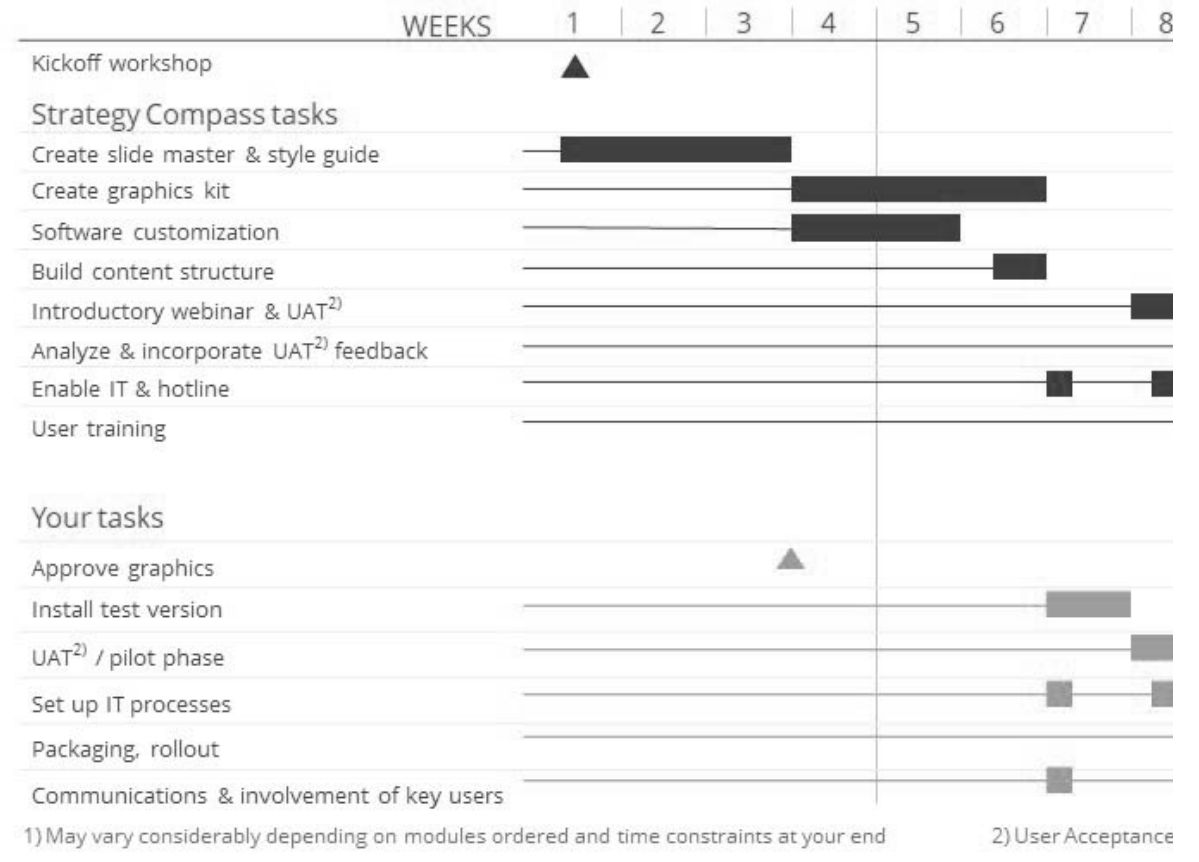 WEEKS 1 2 3 4 5 6 7 8
Kickoff workshop
Strategy Compass tasks
Create slide master & style guide
Create graphics kit
Software customization
Build content structure
Introductory webinar & UAT2)
Analyze & incorporate UAT2) feedback
Enable IT & hotline
User training
Your tasks
Approve graphics
Install test version
UAT2) / pilot phase
Set up IT processes
Packaging, rollout
Communications & involvement of key users
1) May vary considerably depending on modules ordered and time constraints at your end 2) User Acceptance